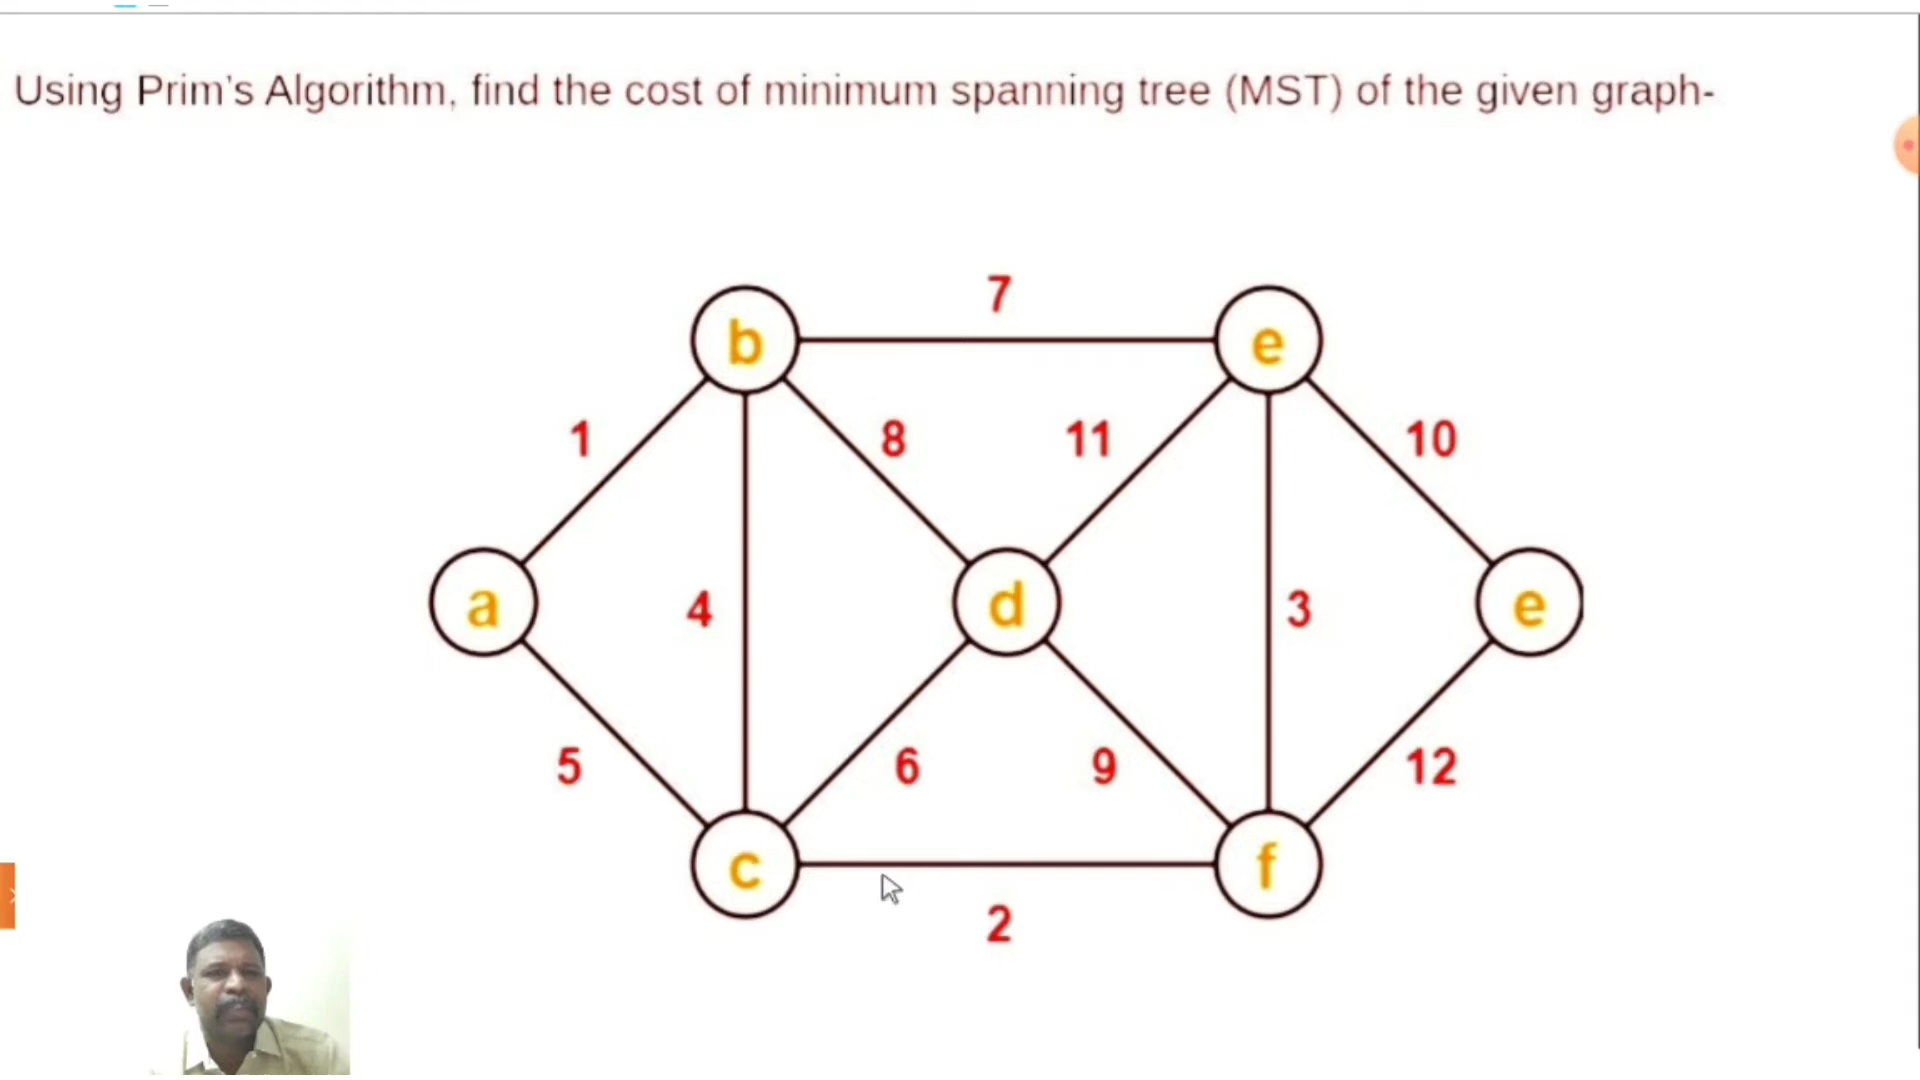 Using Prim's Algorithm, find the cost of minimum spanning tree (MST) of the given graph-
7
b
e
1
8
11
10
a
4
d
3
e
5
6
9
12
c
f
2